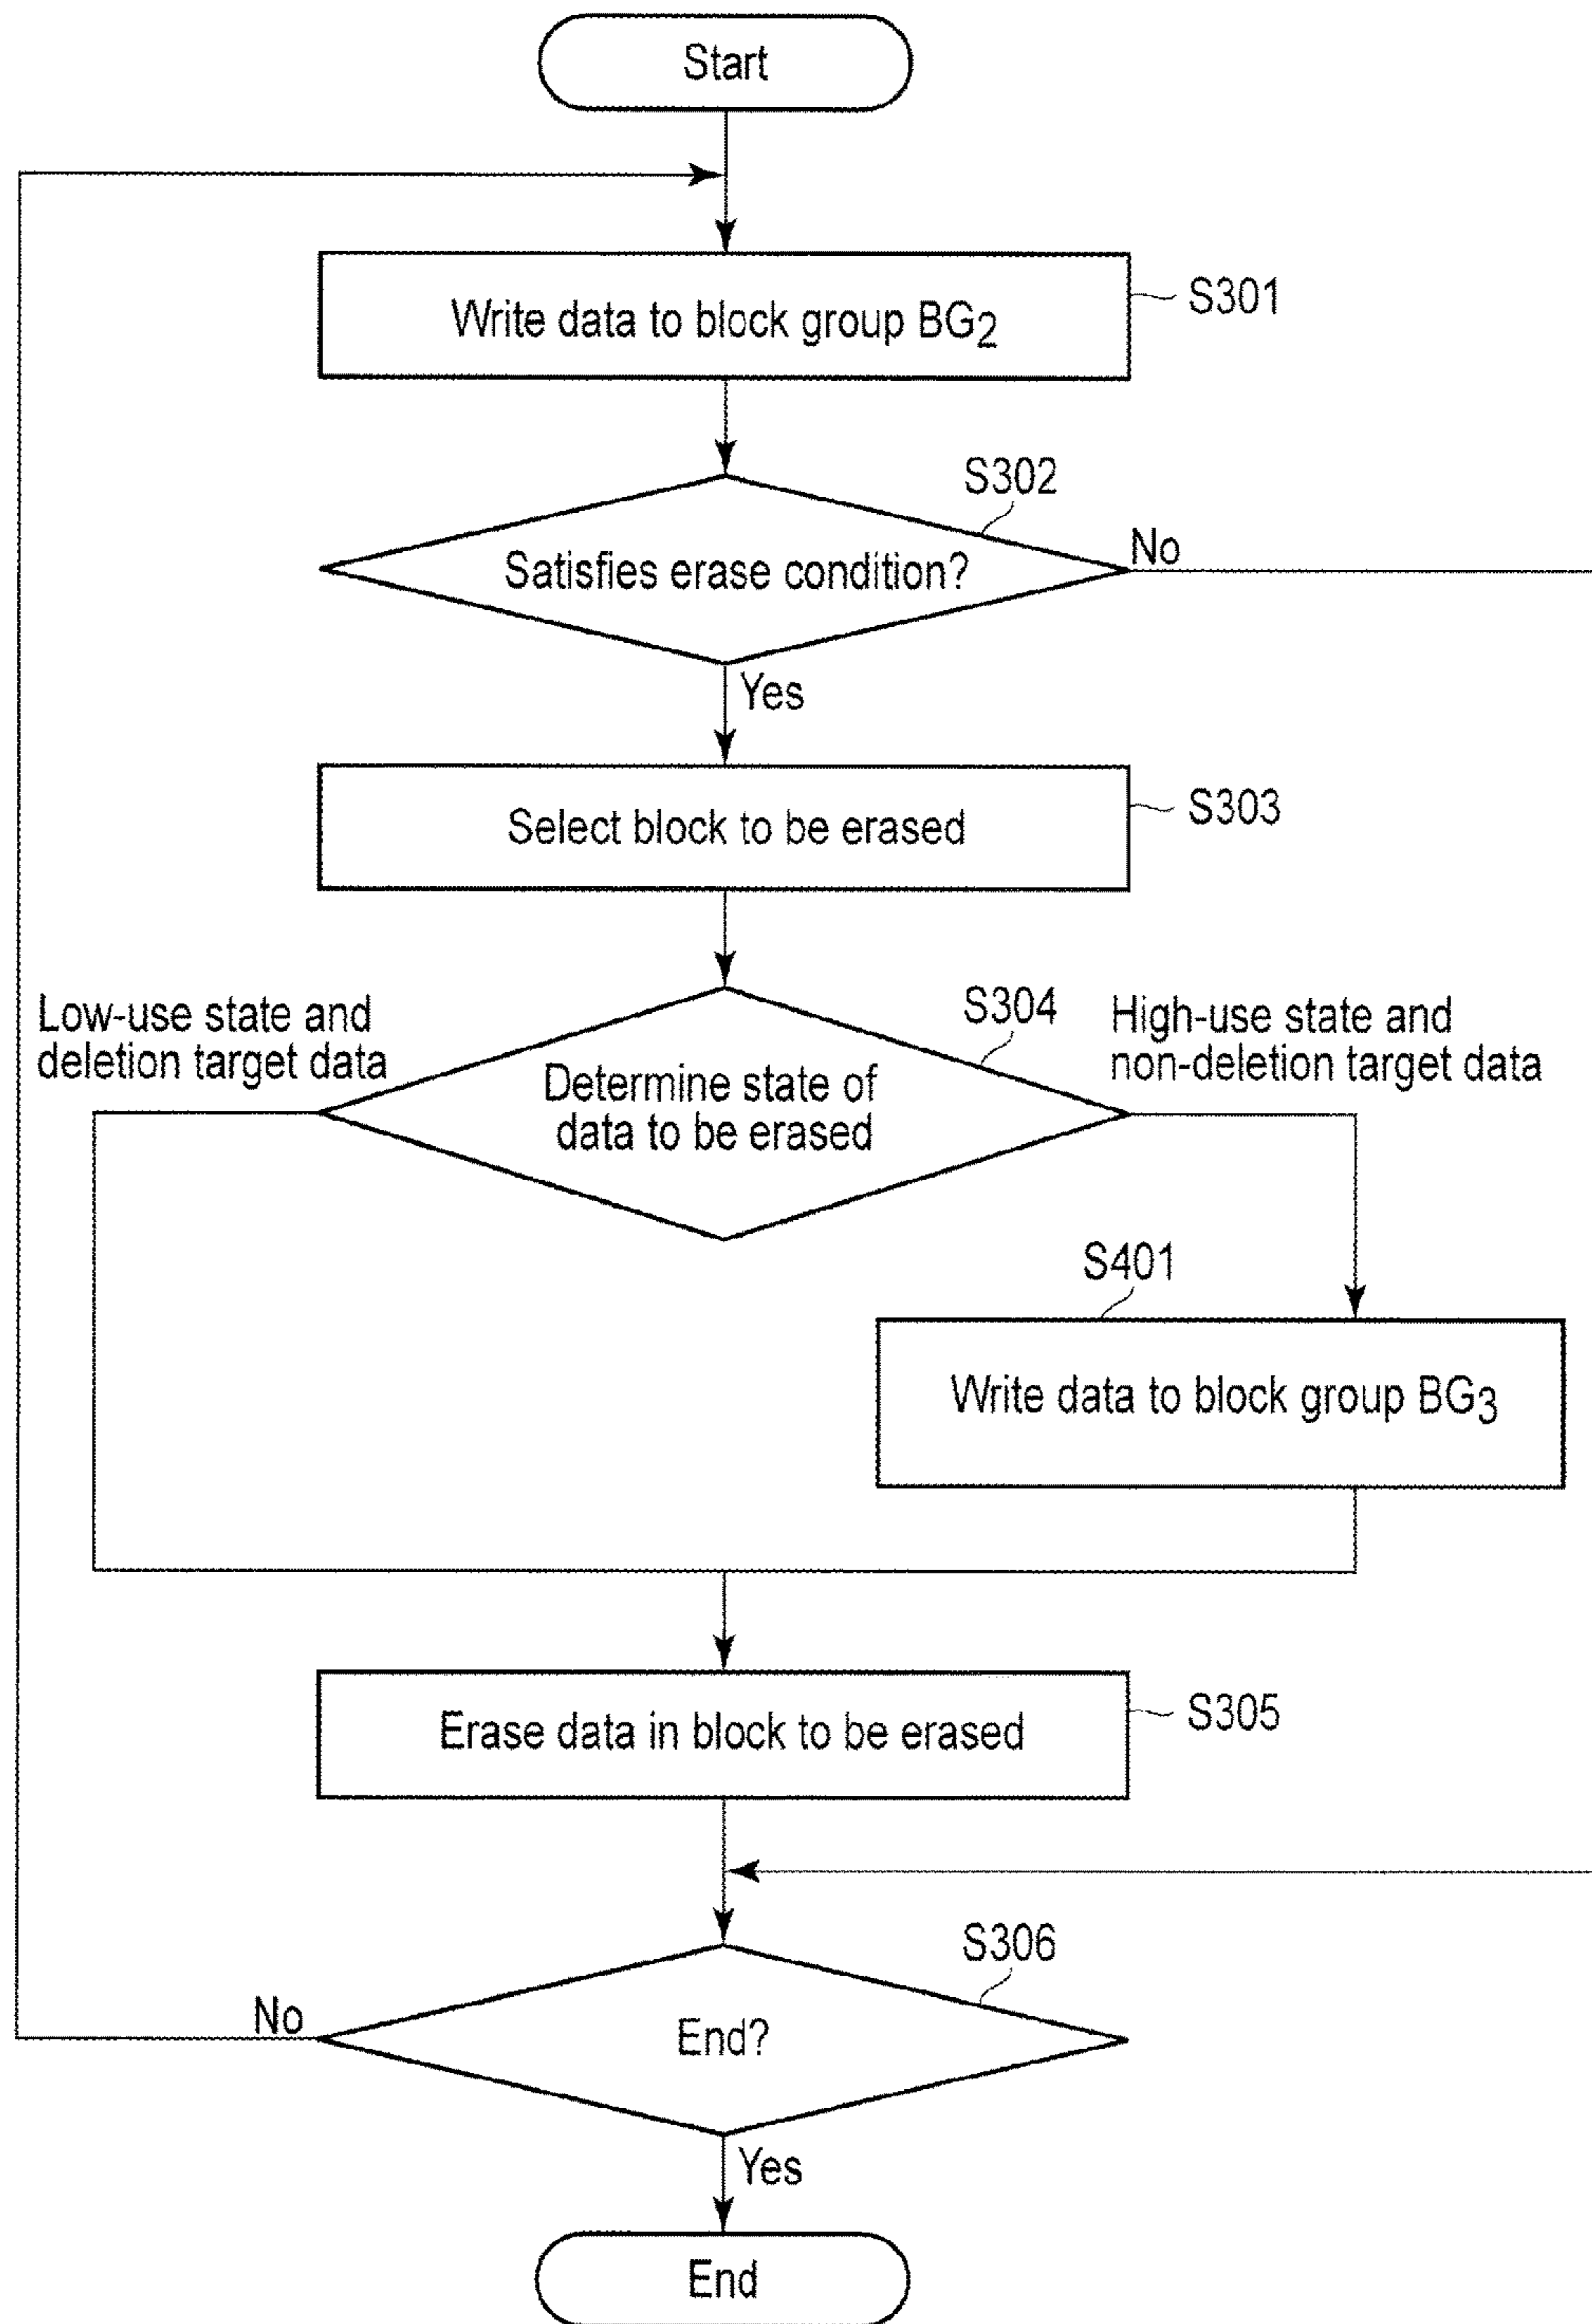 Start
Write data to block group BG2
S301
S302
Satisfies erase condition?
No
Yes
Select block to be erased
S303
Low-use state and
deletion target data
S304
High-use state and
non-deletion target data
Determine state of
data to be erased
S401
Write data to block group BG3
Erase data in block to be erased
S305
S306
No
End?
Yes
End